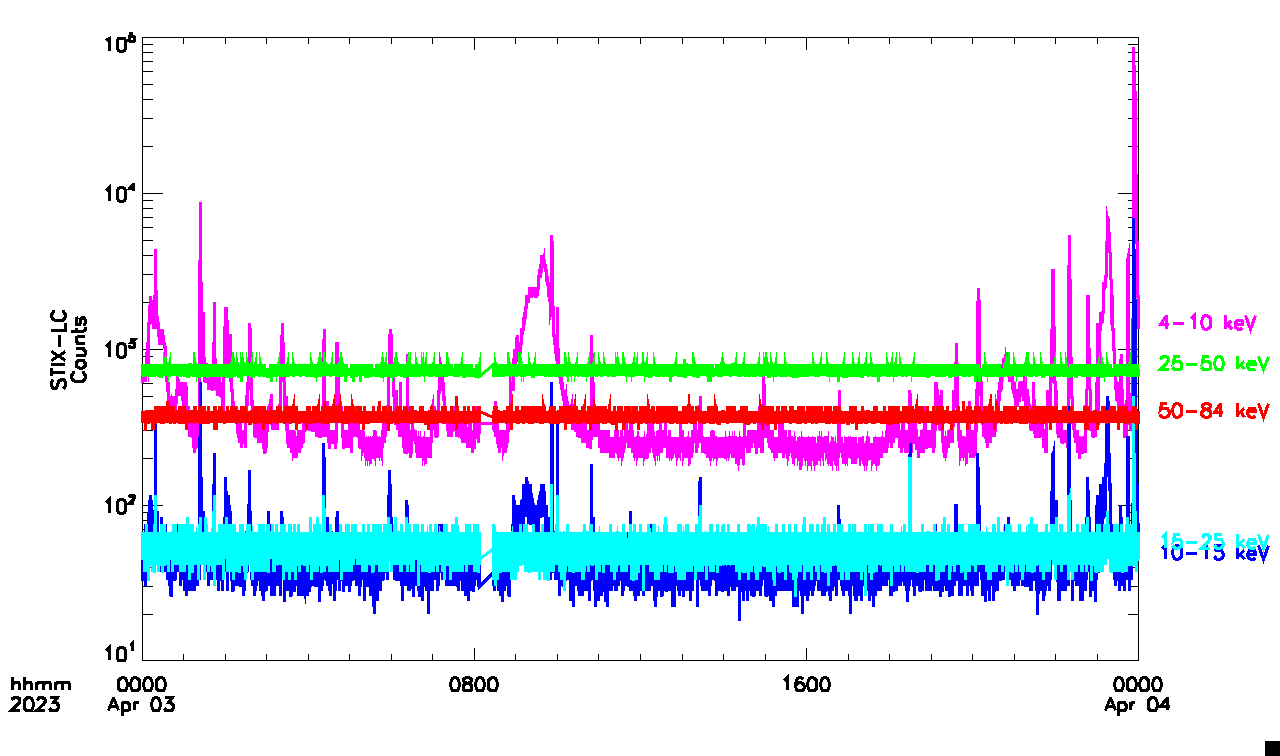 10^6
10^4
10^3
10^2
10^1
STIX-LC
Counts
4-10 keV
25-50 keV
50-84 keV
15-25 keV
10-15 keV
hhmm 0000 0800 1600 0000
2023 Apr 03 Apr 04